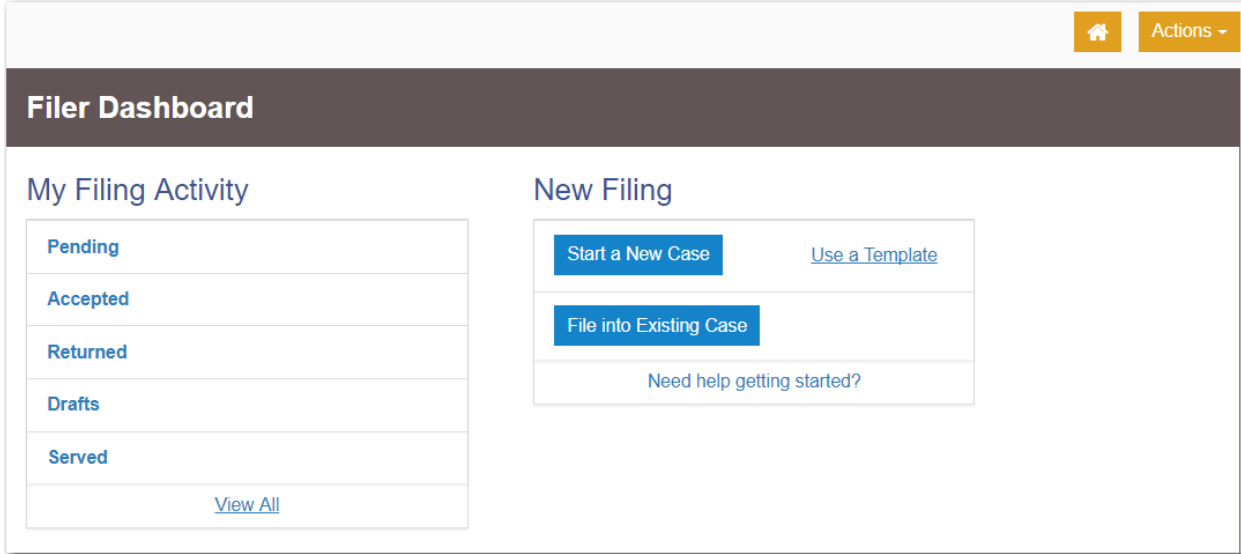 Actions
Filer Dashboard
My Filing Activity
Pending
Accepted
Returned
Drafts
Served
View All
New Filing
Start a New Case
Use a Template
File into Existing Case
Need help getting started?